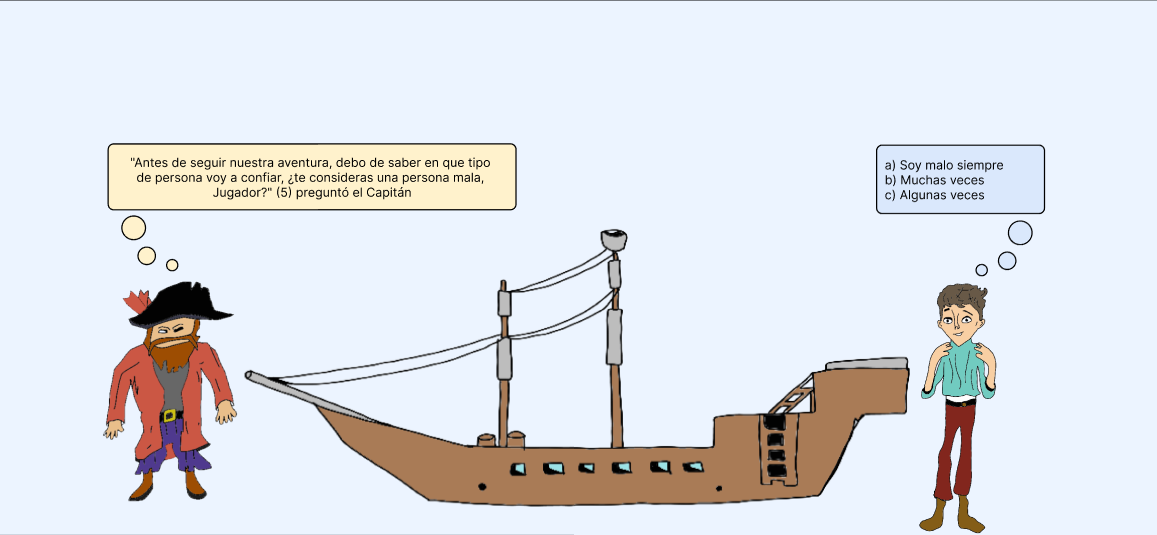 "Antes de seguir nuestra aventura, debo de saber en que tipo
de persona voy a confiar, ¿te consideras una persona mala,
Jugador?" (5) preguntó el Capitán
a) Soy malo siempre
b) Muchas veces
c) Algunas veces